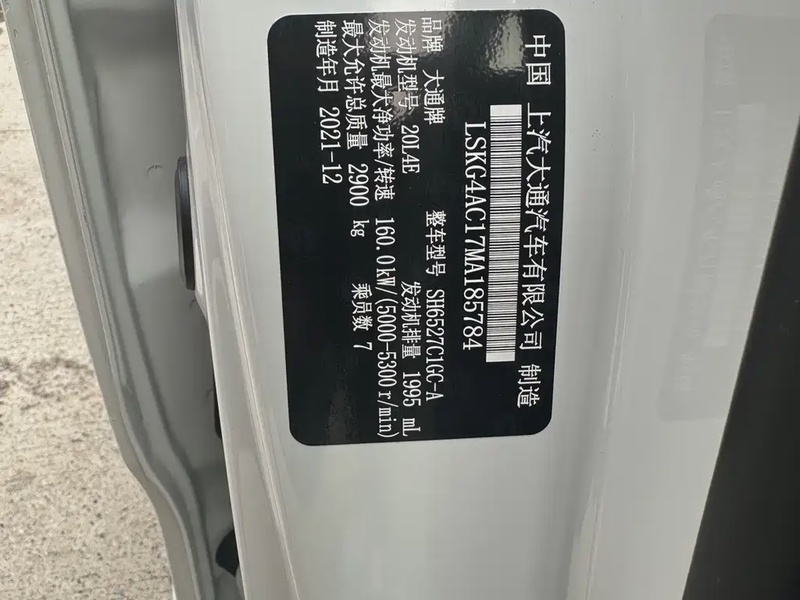 中国 上汽大通汽车有限公司 制造
LSKG4AC17MA185784
品牌 大通牌 整车型号 SH6527C1GC-A
发动机型号 20L4E 发动机排量 1995 mL
发动机最大净功率/转速 160.0kW/(5000-5300r/min)
最大允许总质量 2900 kg 乘员数 7
制造年月 2021-12